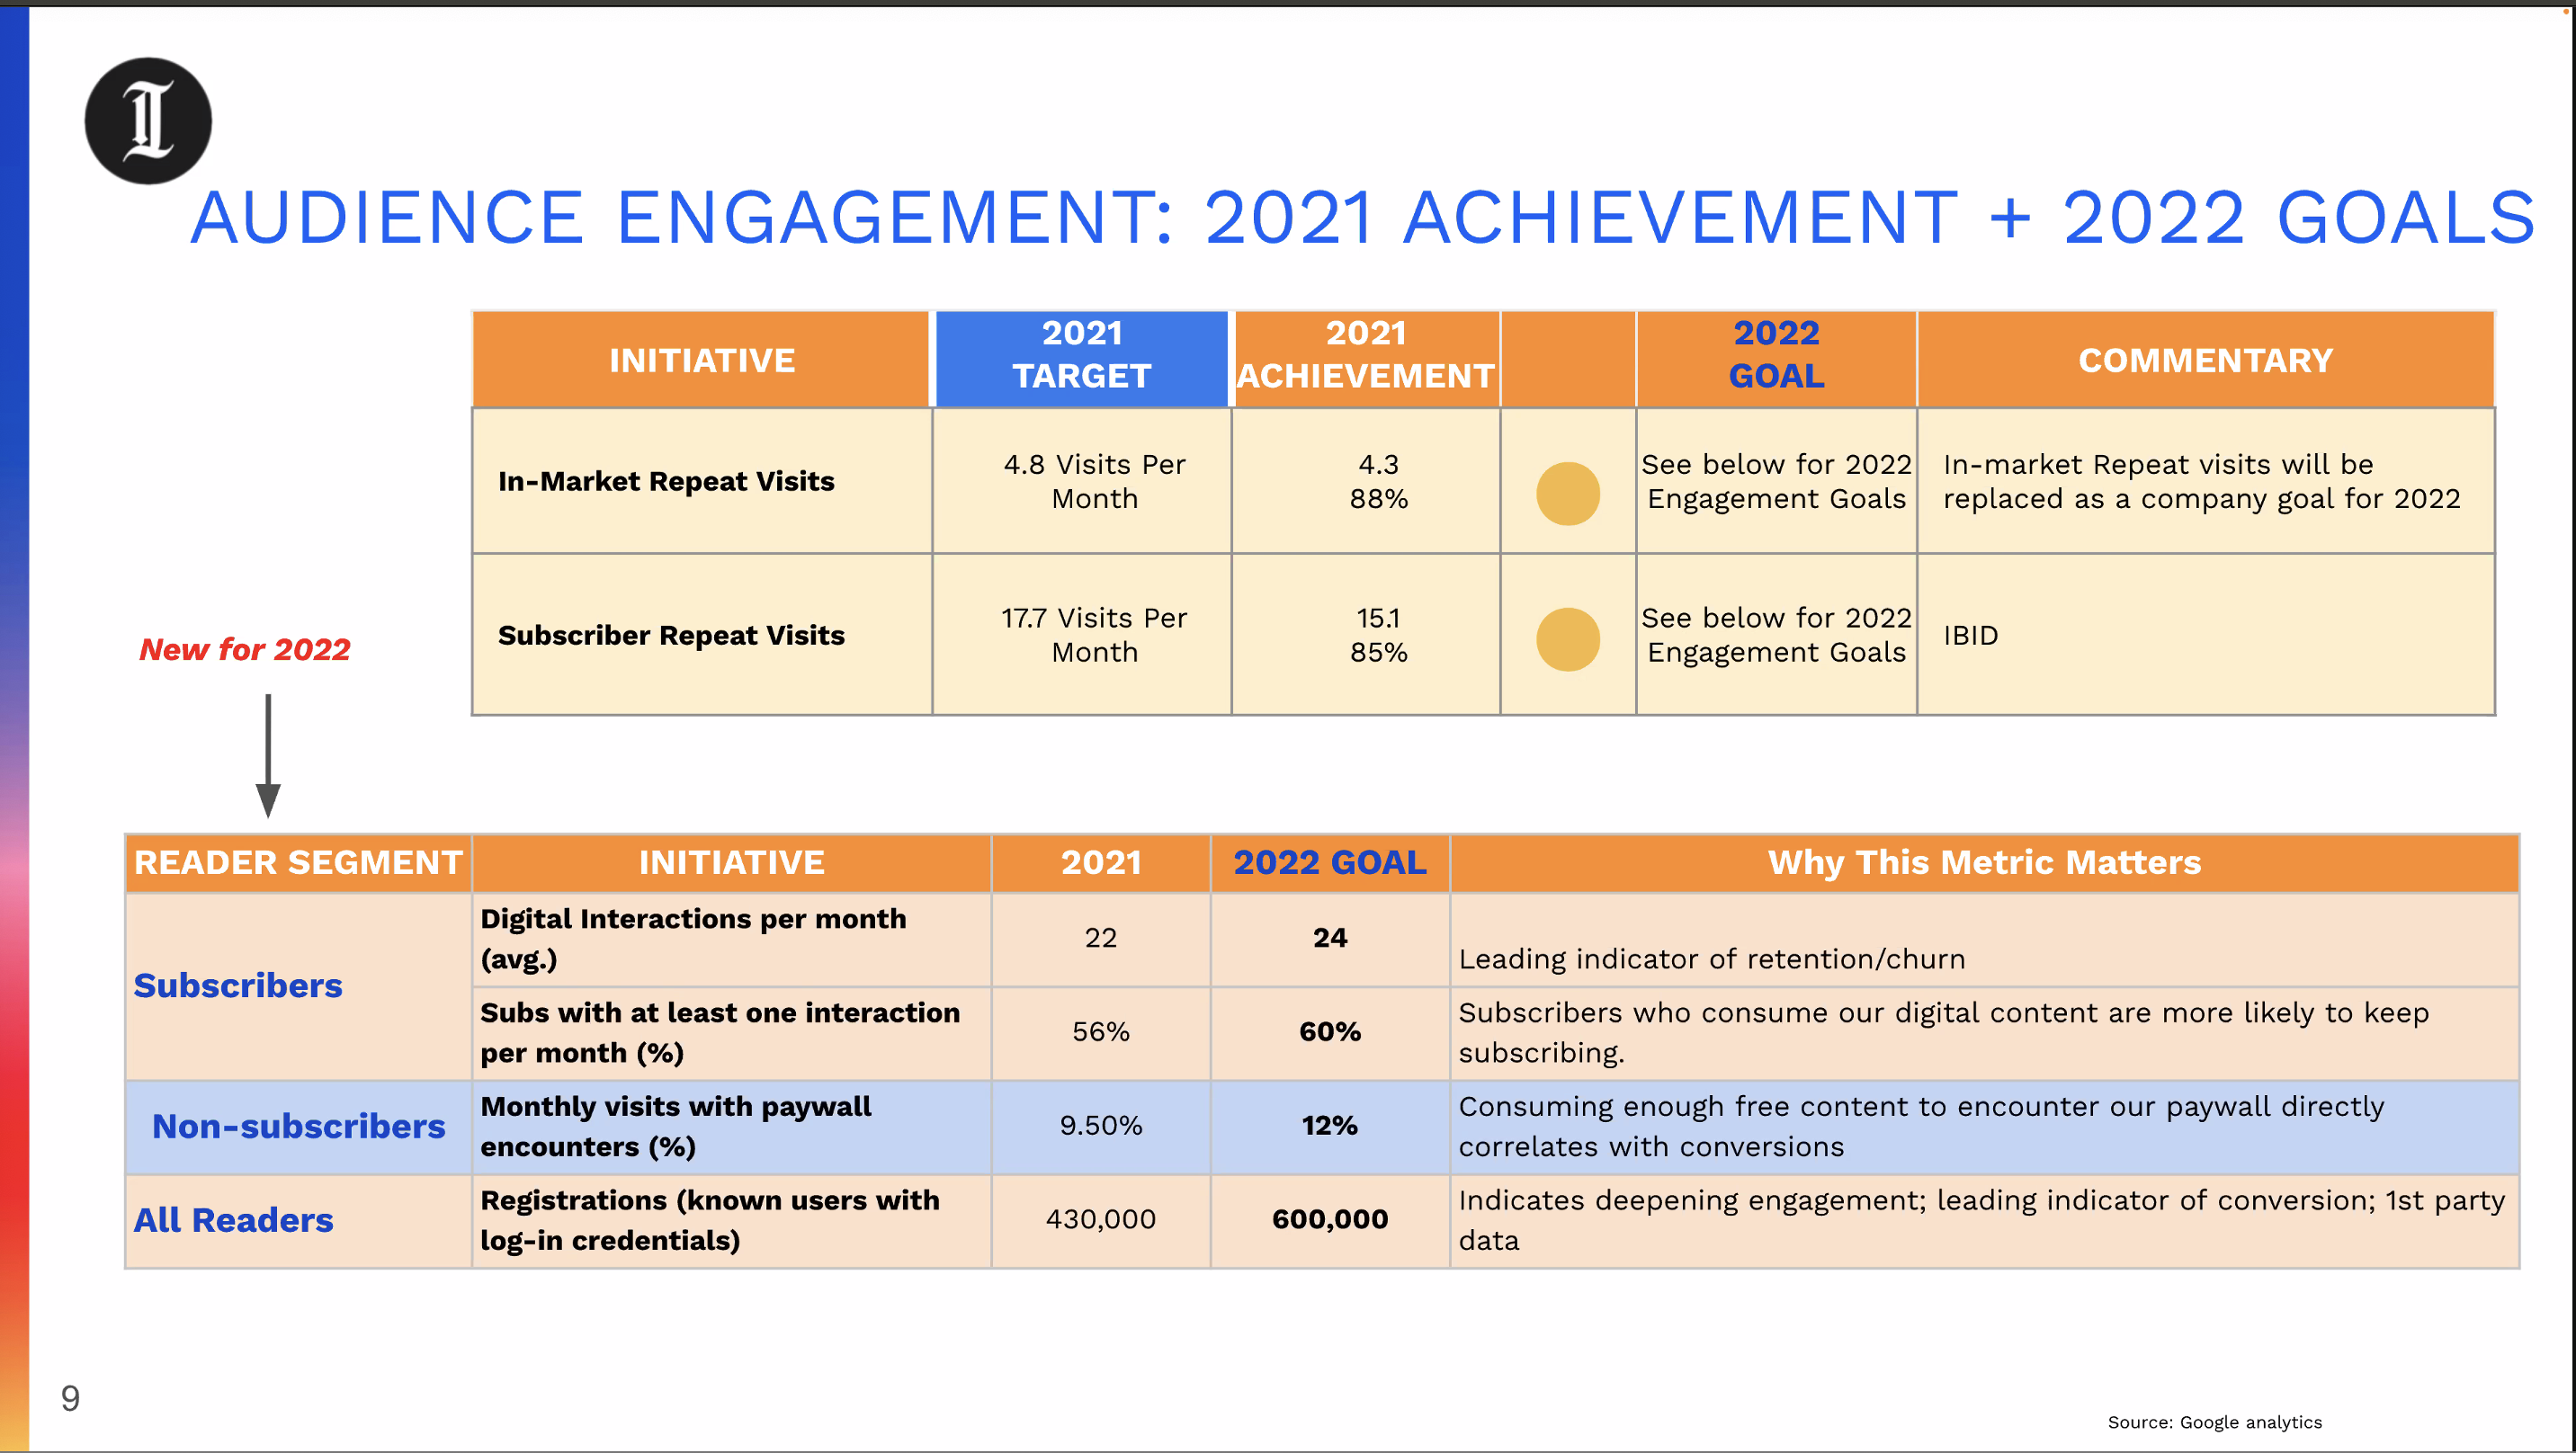 I
AUDIENCE ENGAGEMENT: 2021 ACHIEVEMENT + 2022 GOALS
INITIATIVE
2021
TARGET
2021
ACHIEVEMENT
2022
GOAL
COMMENTARY
In-Market Repeat Visits
4.8 Visits Per
Month
4.3
88%
See below for 2022
Engagement Goals
In-market Repeat visits will be
replaced as a company goal for 2022
Subscriber Repeat Visits
17.7 Visits Per
Month
15.1
85%
See below for 2022
Engagement Goals
IBID
New for 2022
READER SEGMENT
INITIATIVE
2021
2022 GOAL
Why This Metric Matters
Subscribers
Digital Interactions per month
(avg.)
22
24
Leading indicator of retention/churn
Subs with at least one interaction
per month (%)
56%
60%
Subscribers who consume our digital content are more likely to keep
subscribing.
Non-subscribers
Monthly visits with paywall
encounters (%)
9.50%
12%
Consuming enough free content to encounter our paywall directly
correlates with conversions
All Readers
Registrations (known users with
log-in credentials)
430,000
600,000
Indicates deepening engagement; leading indicator of conversion; 1st party
data
9
Source: Google analytics